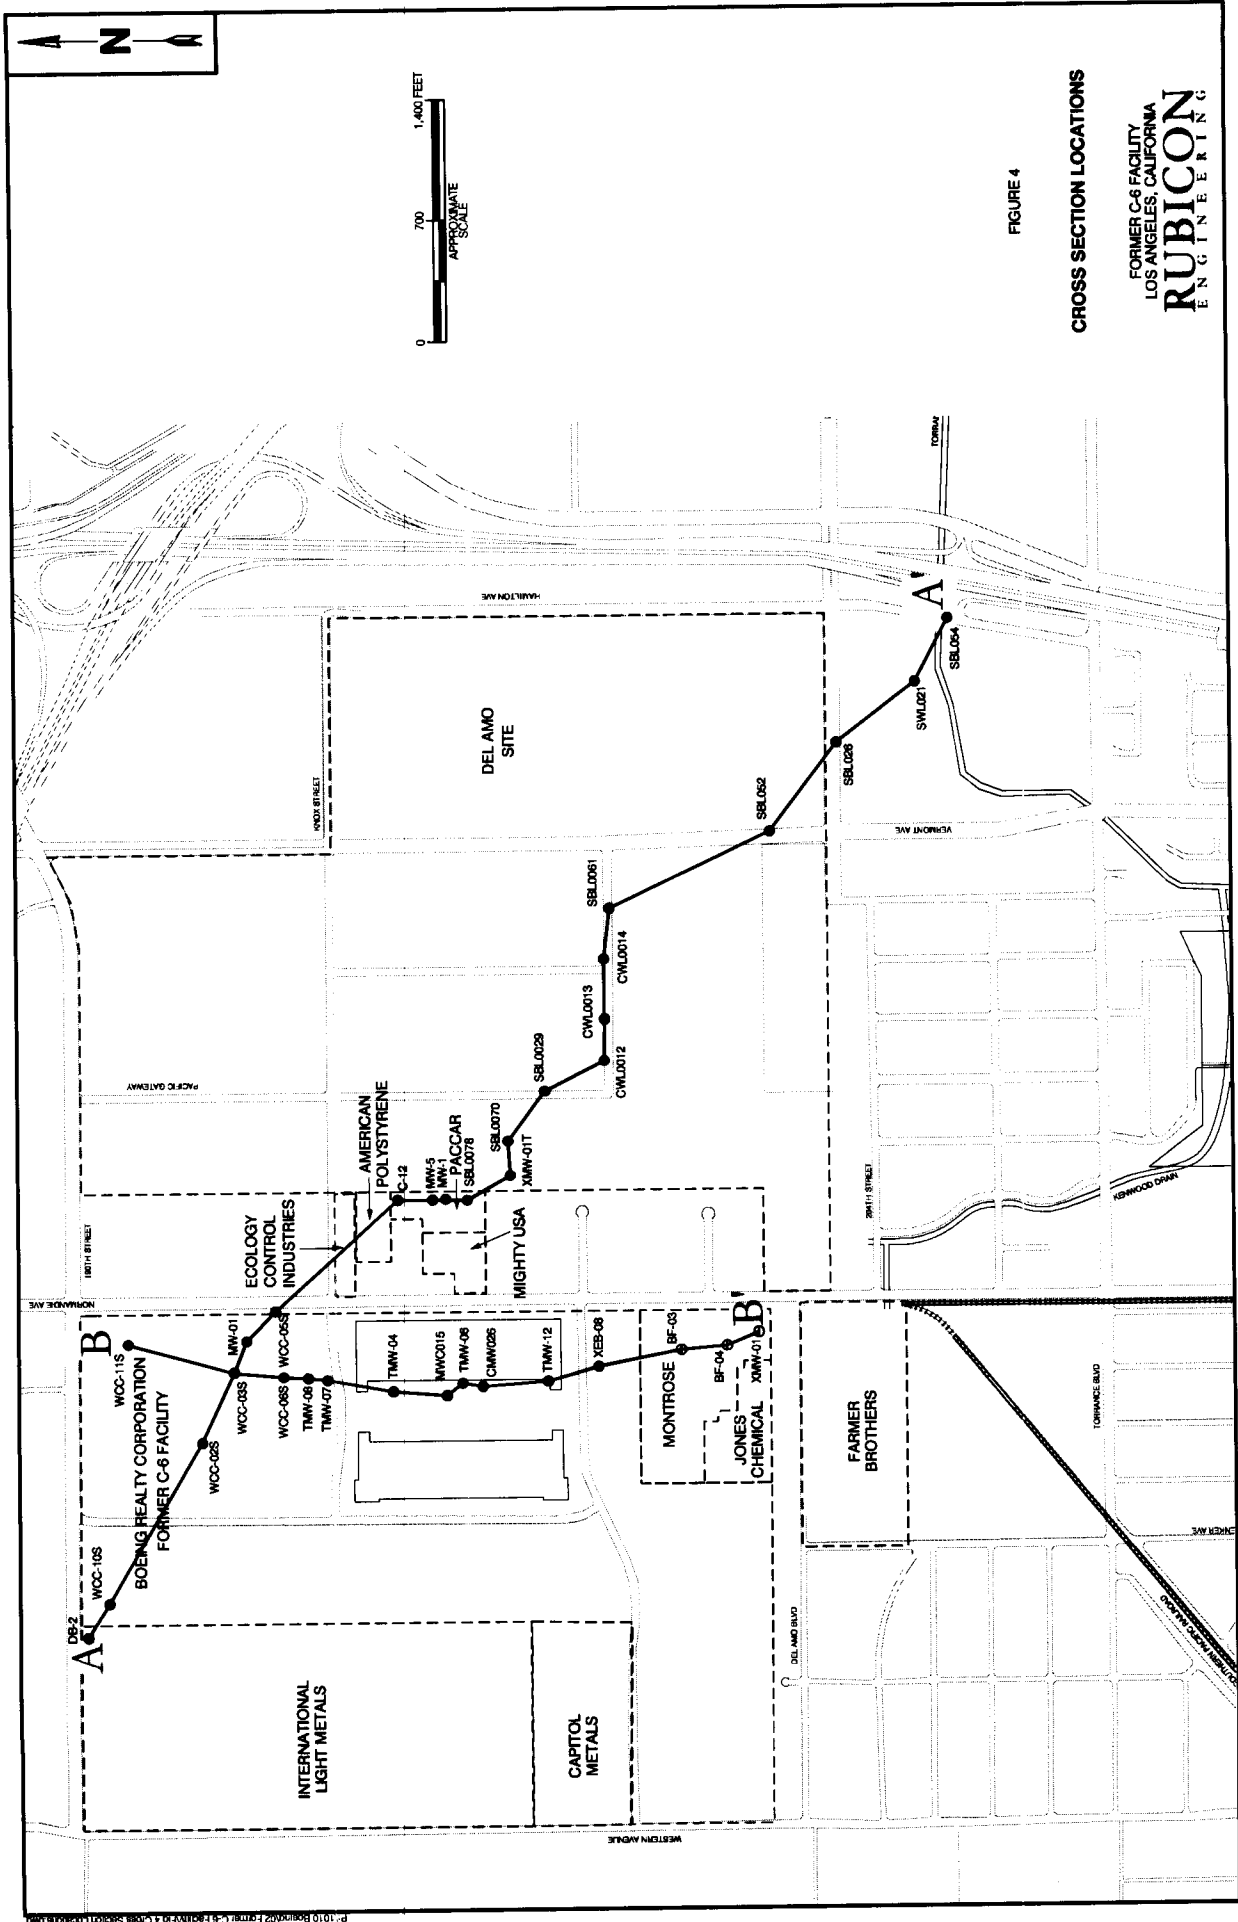 N
0 700 1,400 FEET
APPROXIMATE
SCALE
FIGURE 4
CROSS SECTION LOCATIONS
FORMER C-6 FACILITY
LOS ANGELES, CALIFORNIA
RUBICON
ENGINEERING
190TH STREET
NORMANDIE AVE
PACIFIC GATEWAY
KNOX STREET
HAMILTON AVE
VERMONT AVE
204TH STREET
KENWOOD DRAIN
TORRANCE BLVD
DEL AMO BLVD
WESTERN AVENUE
A
DB-2
WCC-10S
BOEING REALTY CORPORATION
FORMER C-6 FACILITY
WCC-02S
B
WCC-11S
WCC-03S
MW-01
WCC-05S
WCC-06S
TMW-06
TMW-07
TMW-04
MWC015
TMW-08
CMW026
TMW-12
XEB-08
MONTROSE
BF-03
BF-04
XMW-01
B'
JONES
CHEMICAL
FARMER
BROTHERS
INTERNATIONAL
LIGHT METALS
CAPITOL
METALS
ECOLOGY
CONTROL
INDUSTRIES
AMERICAN
POLYSTYRENE
C-12
MW-5
MW-1
PACCAR
SBL0078
MIGHTY USA
XMW-01T
SBL0070
SBL0029
CWL0012
CWL0013
CWL0014
SBL0061
DEL AMO
SITE
SBL052
SBL026
SWL021
SBL054
A'